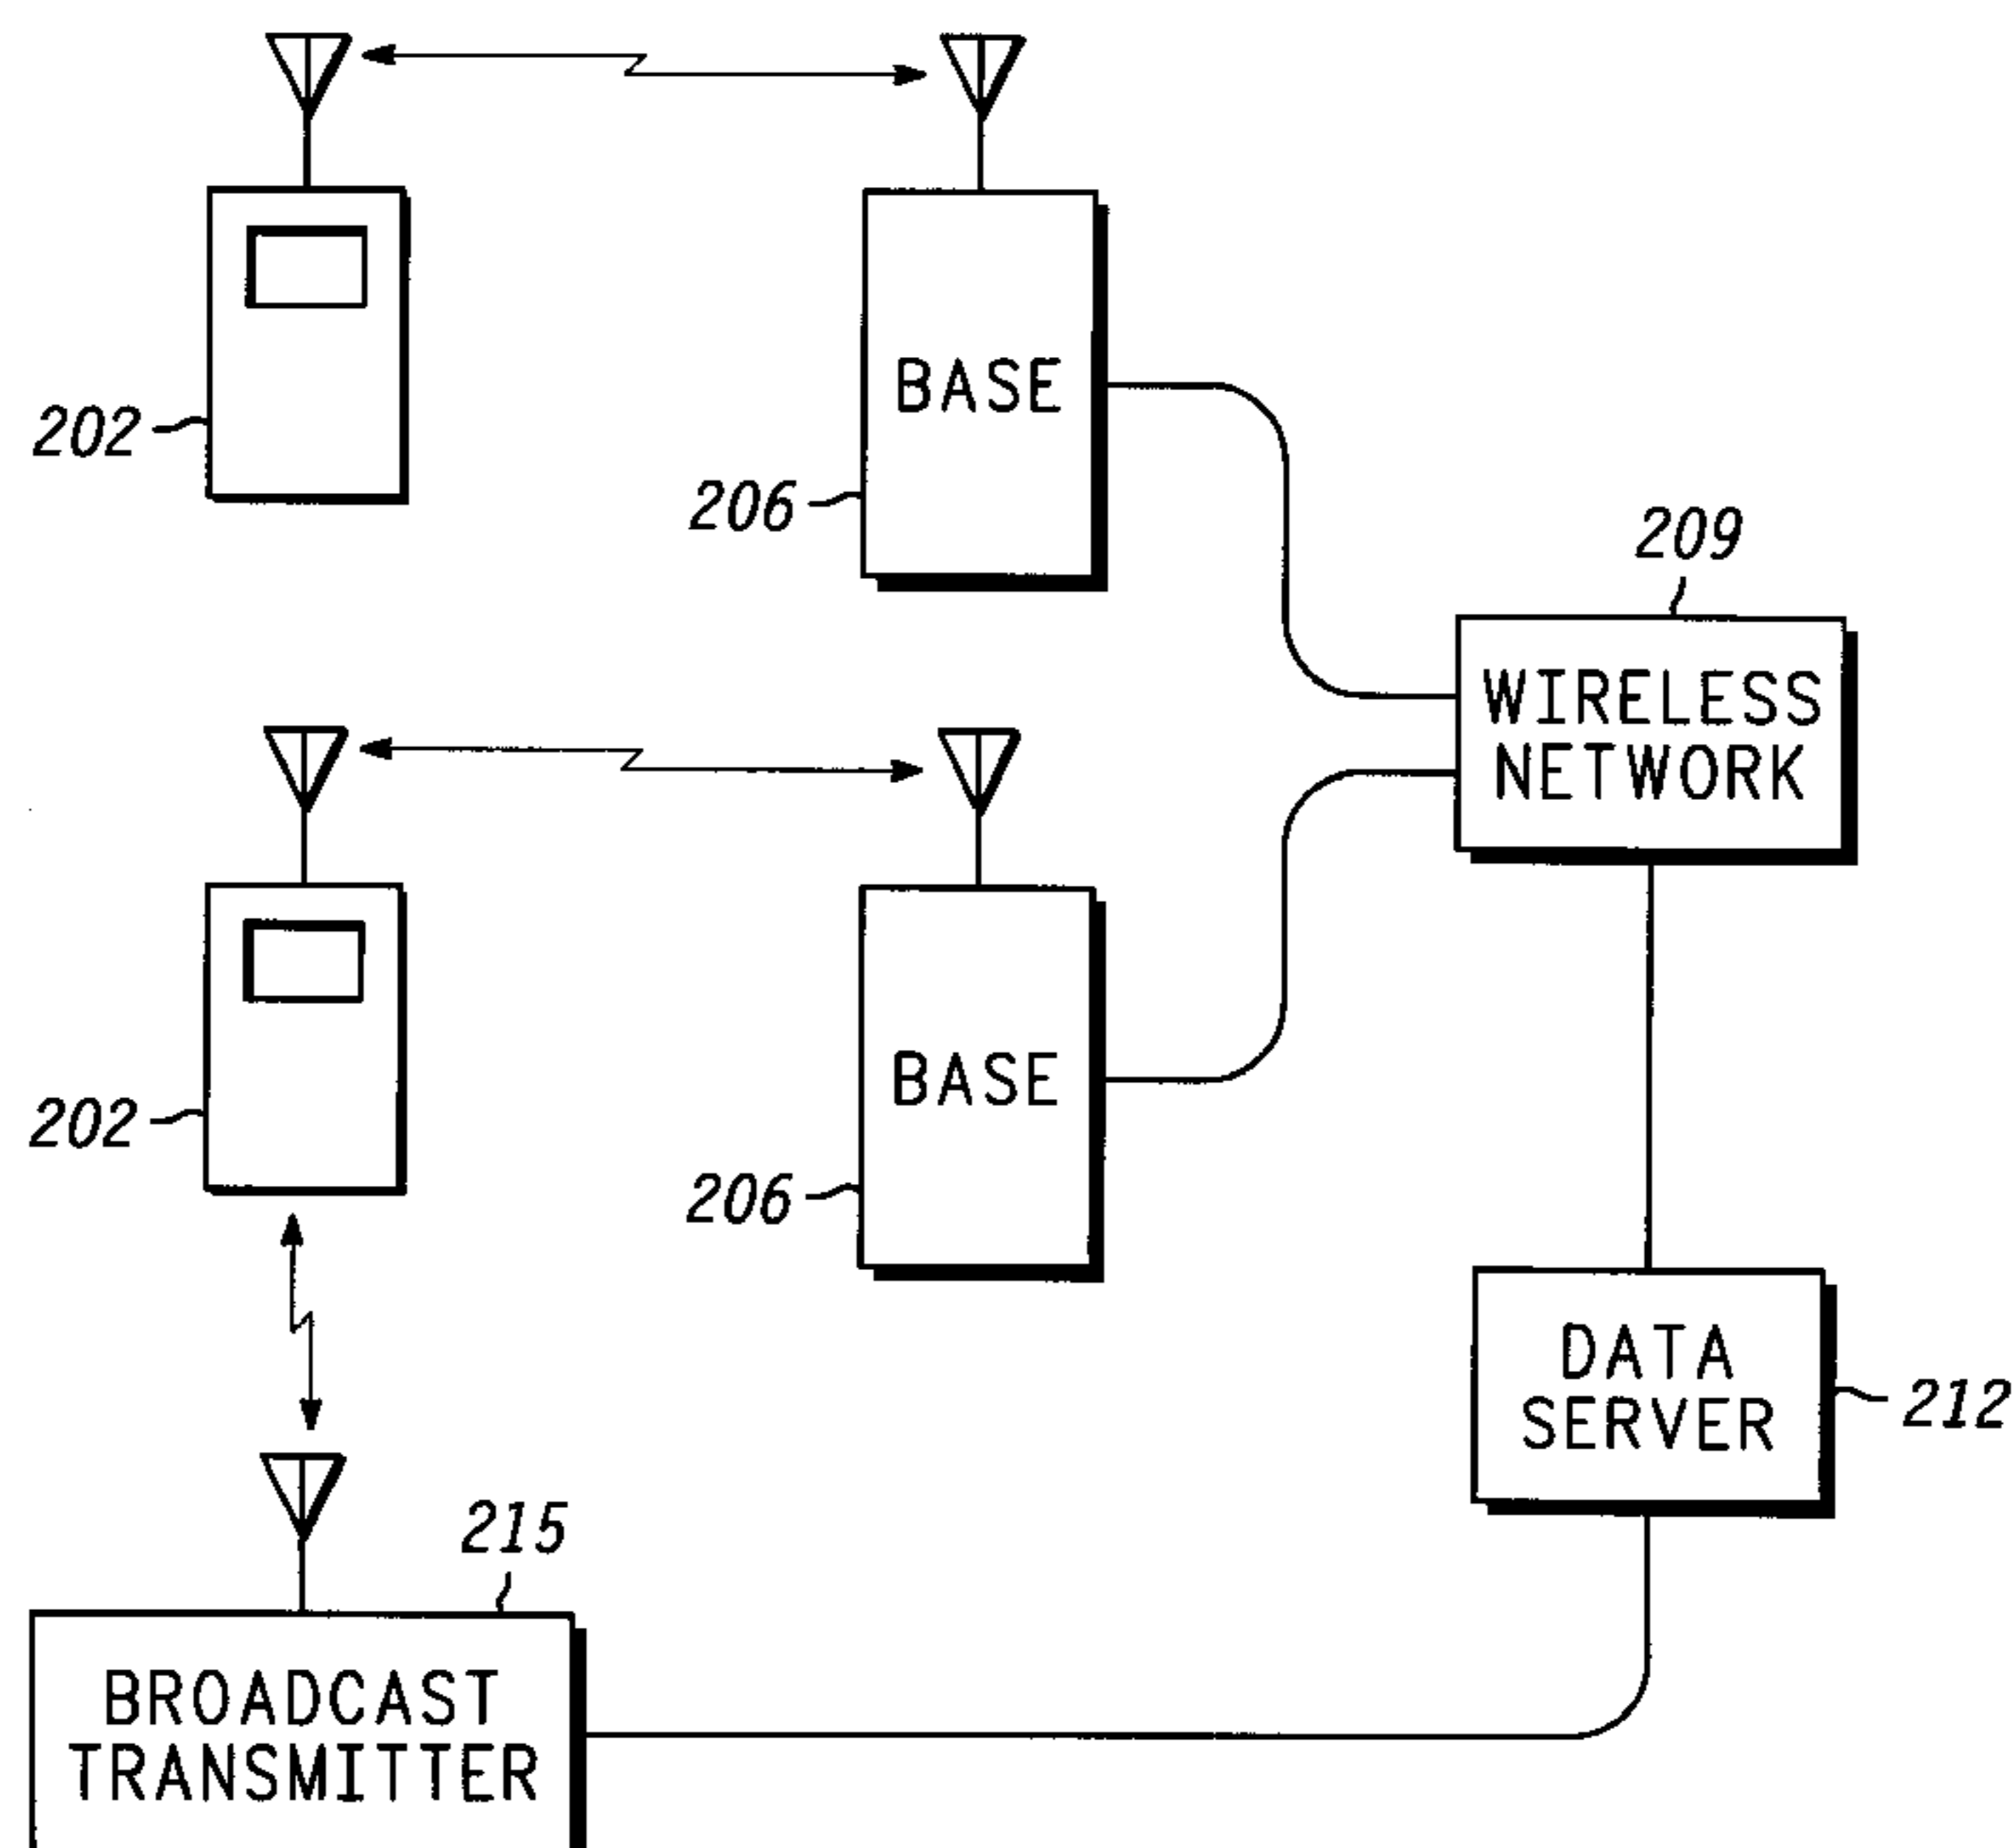 202
BASE
206
209
WIRELESS
NETWORK
202
BASE
206
DATA
SERVER
212
215
BROADCAST
TRANSMITTER